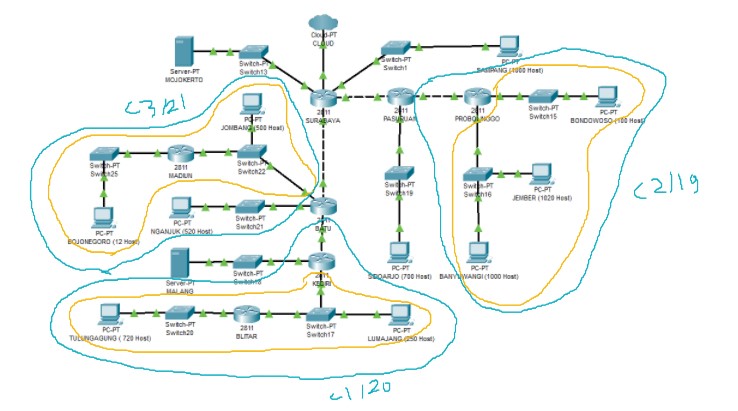 Cloud-PT
CLOUD
Server-PT
MOJOKERTO
Switch-PT
Switch13
Switch-PT
Switch1
PC-PT
SAMPANG (1000 Host)
C3/21
2811
SURABAYA
2811
PASURUAN
2811
PROBOLINGGO
Switch-PT
Switch15
PC-PT
BONDOWOSO (100 Host)
PC-PT
JOMBANG (500 Host)
Switch-PT
Switch25
2811
MADIUN
Switch-PT
Switch22
Switch-PT
Switch19
Switch-PT
Switch16
PC-PT
JEMBER (1020 Host)
C2/19
PC-PT
BOJONEGORO (12 Host)
PC-PT
NGANJUK (520 Host)
Switch-PT
Switch21
2811
BATU
PC-PT
SIDOARJO (700 Host)
PC-PT
BANYUWANGI (1000 Host)
Server-PT
MALANG
Switch-PT
Switch18
2811
KEDIRI
PC-PT
TULUNGAGUNG ( 720 Host)
Switch-PT
Switch20
2811
BLITAR
Switch-PT
Switch17
PC-PT
LUMAJANG (250 Host)
C1/20